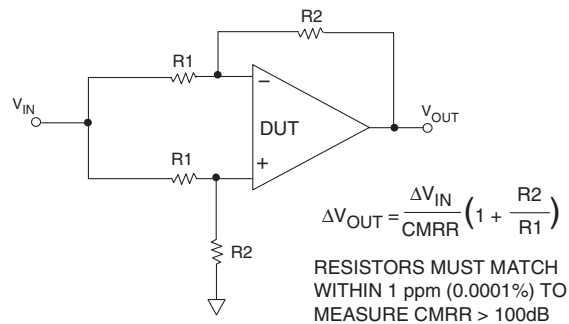 R2
R1
V_IN
−
DUT
V_OUT
+
R1
ΔV_OUT = ΔV_IN / CMRR (1 + R2 / R1)
R2
RESISTORS MUST MATCH
WITHIN 1 ppm (0.0001%) TO
MEASURE CMRR > 100dB